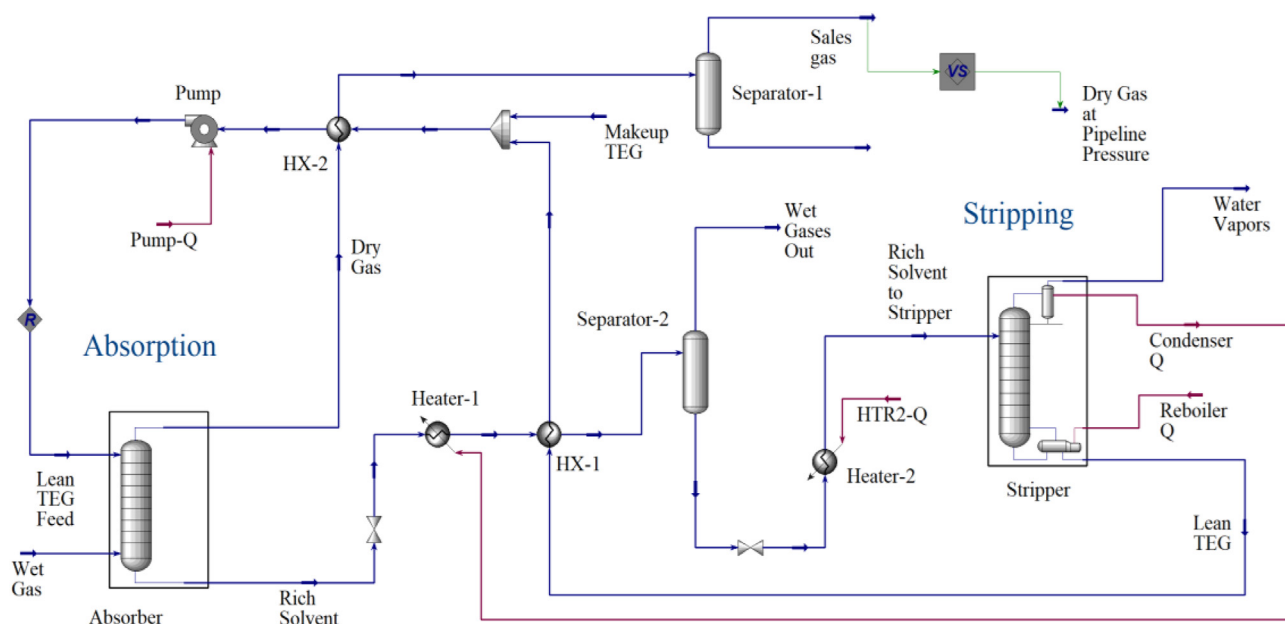 Sales
gas
VS
Dry Gas
at
Pipeline
Pressure
Separator-1
Pump
Makeup
TEG
HX-2
Pump-Q
Dry
Gas
Wet
Gases
Out
Stripping
Water
Vapors
Rich
Solvent
to
Stripper
R
Absorption
Separator-2
Condenser
Q
Heater-1
HTR2-Q
Reboiler
Q
HX-1
Heater-2
Lean
TEG
Feed
Stripper
Lean
TEG
Wet
Gas
Rich
Solvent
Absorber